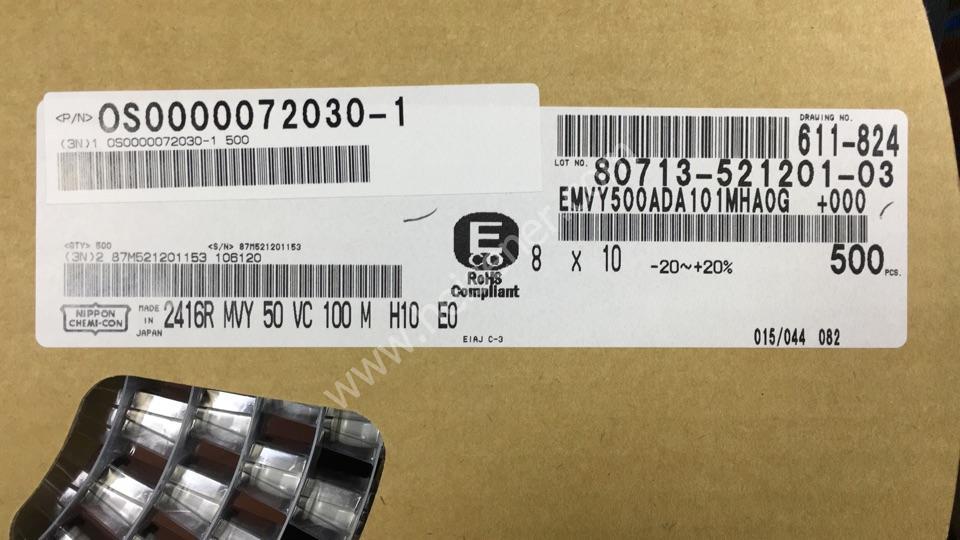 <P/N> OS0000072030-1
(3N)1 OS0000072030-1 500
DRAWING NO.
611-824
LOT NO. 80713-521201-03
EMVY500ADA101MHA0G +000
<QTY> 500 <S/N> 87M521201153
(3N)2 87M521201153 106120
E
RoHS
Compliant
8 x 10 -20~+20% 500 PCS.
NIPPON
CHEMI-CON
MADE
IN
JAPAN
2416R MVY 50 VC 100 M H10 E0
EIAJ C-3
015/044 082